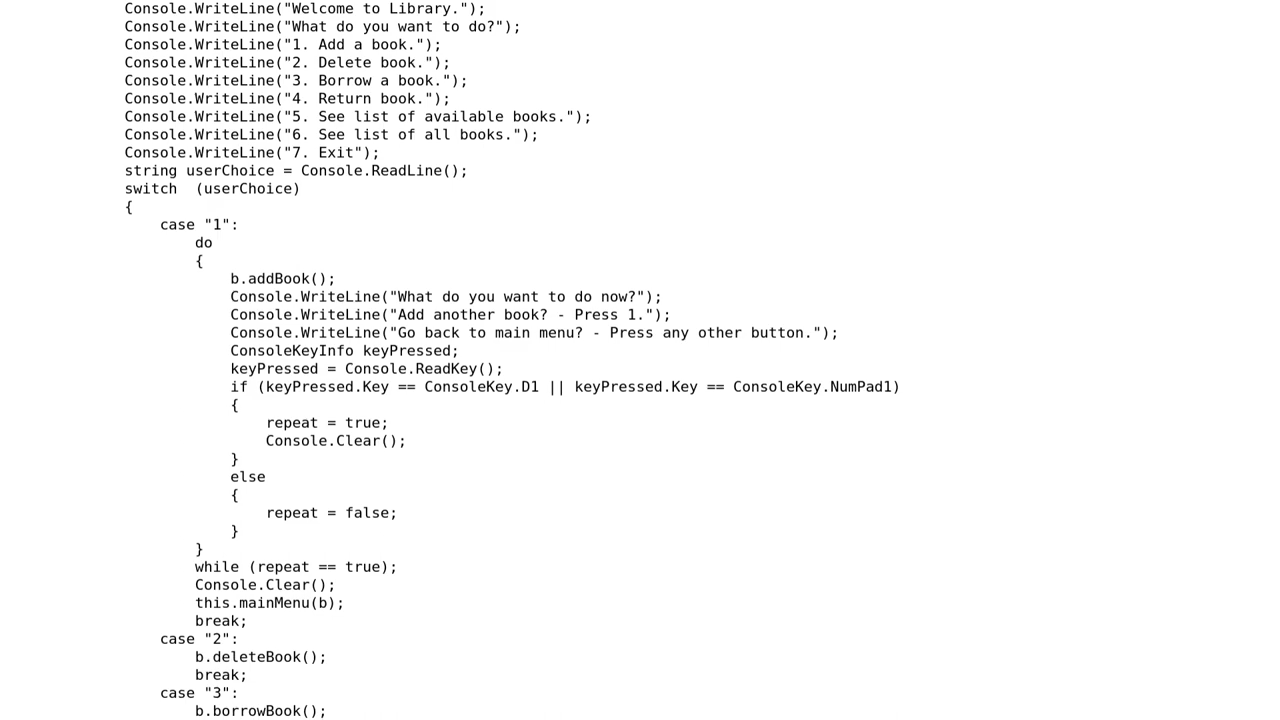 Console.WriteLine("Welcome to Library.");
Console.WriteLine("What do you want to do?");
Console.WriteLine("1. Add a book.");
Console.WriteLine("2. Delete book.");
Console.WriteLine("3. Borrow a book.");
Console.WriteLine("4. Return book.");
Console.WriteLine("5. See list of available books.");
Console.WriteLine("6. See list of all books.");
Console.WriteLine("7. Exit");
string userChoice = Console.ReadLine();
switch  (userChoice)
{
    case "1":
        do
        {
            b.addBook();
            Console.WriteLine("What do you want to do now?");
            Console.WriteLine("Add another book? - Press 1.");
            Console.WriteLine("Go back to main menu? - Press any other button.");
            ConsoleKeyInfo keyPressed;
            keyPressed = Console.ReadKey();
            if (keyPressed.Key == ConsoleKey.D1 || keyPressed.Key == ConsoleKey.NumPad1)
            {
                repeat = true;
                Console.Clear();
            }
            else
            {
                repeat = false;
            }
        }
        while (repeat == true);
        Console.Clear();
        this.mainMenu(b);
        break;
    case "2":
        b.deleteBook();
        break;
    case "3":
        b.borrowBook();